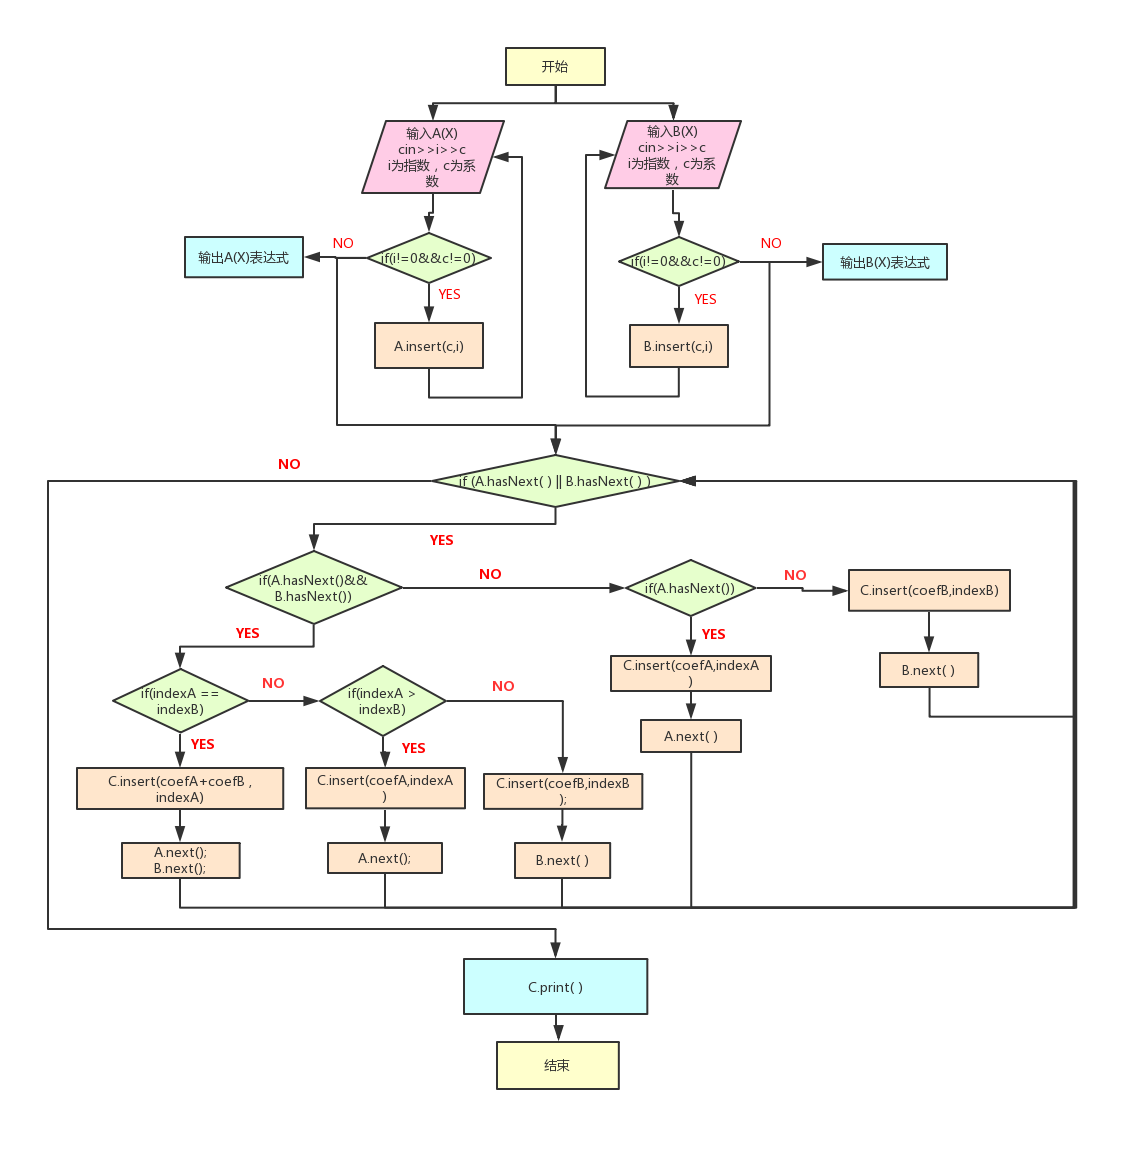 开始
输入A(X)
cin>>i>>c
i为指数，c为系
数
输入B(X)
cin>>i>>c
i为指数，c为系
数
NO
输出A(X)表达式
if(i!=0&&c!=0)
YES
A.insert(c,i)
if(i!=0&&c!=0)
NO
输出B(X)表达式
YES
B.insert(c,i)
NO
if (A.hasNext( ) || B.hasNext( ) )
YES
if(A.hasNext()&&
B.hasNext())
NO
if(A.hasNext())
NO
C.insert(coefB,indexB)
YES
YES
C.insert(coefA,indexA
)
B.next( )
if(indexA ==
indexB)
NO
if(indexA >
indexB)
NO
A.next( )
YES
YES
C.insert(coefA+coefB ,
indexA)
C.insert(coefA,indexA
)
C.insert(coefB,indexB
);
A.next();
B.next();
A.next();
B.next( )
C.print( )
结束